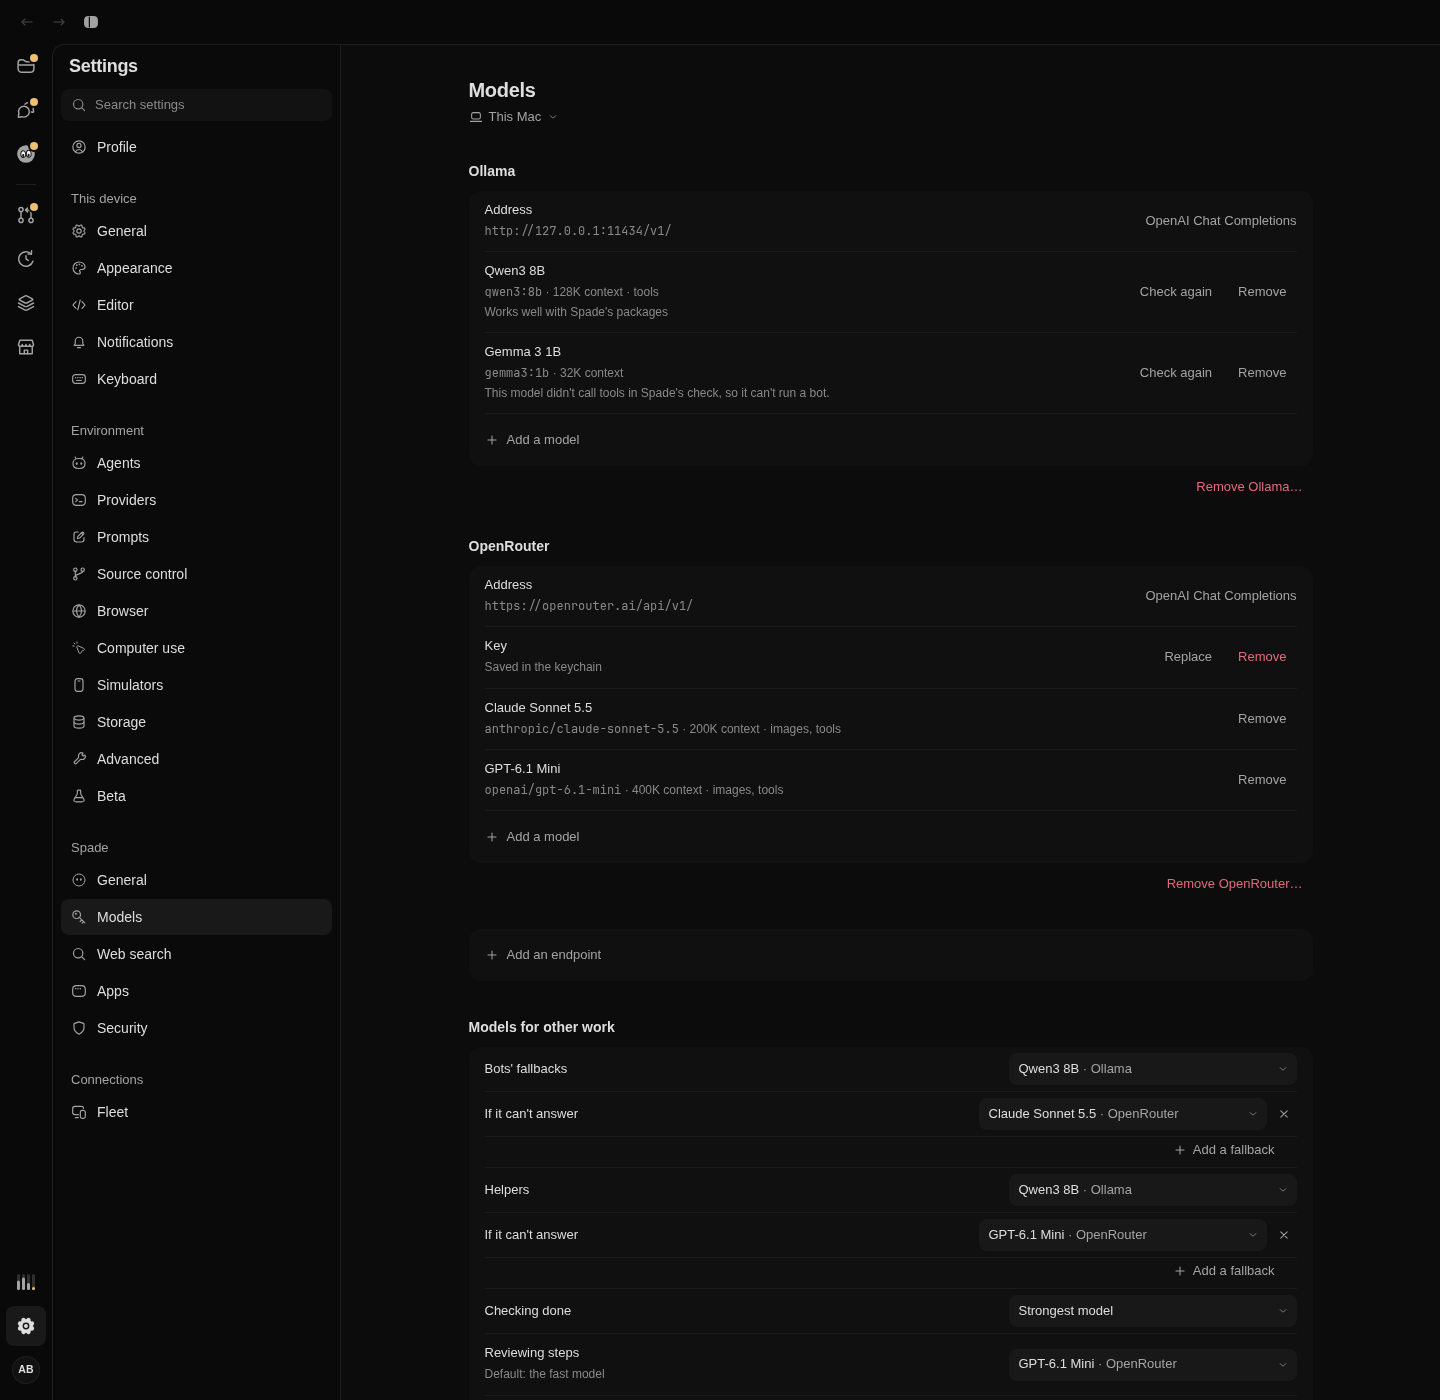 Settings
Search settings
Profile
This device
General
Appearance
Editor
Notifications
Keyboard
Environment
Agents
Providers
Prompts
Source control
Browser
Computer use
Simulators
Storage
Advanced
Beta
Spade
General
Models
Web search
Apps
Security
Connections
Fleet
AB
Models
This Mac
Ollama
Address
OpenAI Chat Completions
http://127.0.0.1:11434/v1/
Qwen3 8B
qwen3:8b · 128K context · tools
Check again Remove
Works well with Spade's packages
Gemma 3 1B
gemma3:1b · 32K context
Check again Remove
This model didn't call tools in Spade's check, so it can't run a bot.
Add a model
Remove Ollama…
OpenRouter
Address
OpenAI Chat Completions
https://openrouter.ai/api/v1/
Key
Replace Remove
Saved in the keychain
Claude Sonnet 5.5
Remove
anthropic/claude-sonnet-5.5 · 200K context · images, tools
GPT-6.1 Mini
Remove
openai/gpt-6.1-mini · 400K context · images, tools
Add a model
Remove OpenRouter…
Add an endpoint
Models for other work
Bots' fallbacks Qwen3 8B · Ollama
If it can't answer Claude Sonnet 5.5 · OpenRouter
Add a fallback
Helpers Qwen3 8B · Ollama
If it can't answer GPT-6.1 Mini · OpenRouter
Add a fallback
Checking done Strongest model
Reviewing steps
GPT-6.1 Mini · OpenRouter
Default: the fast model